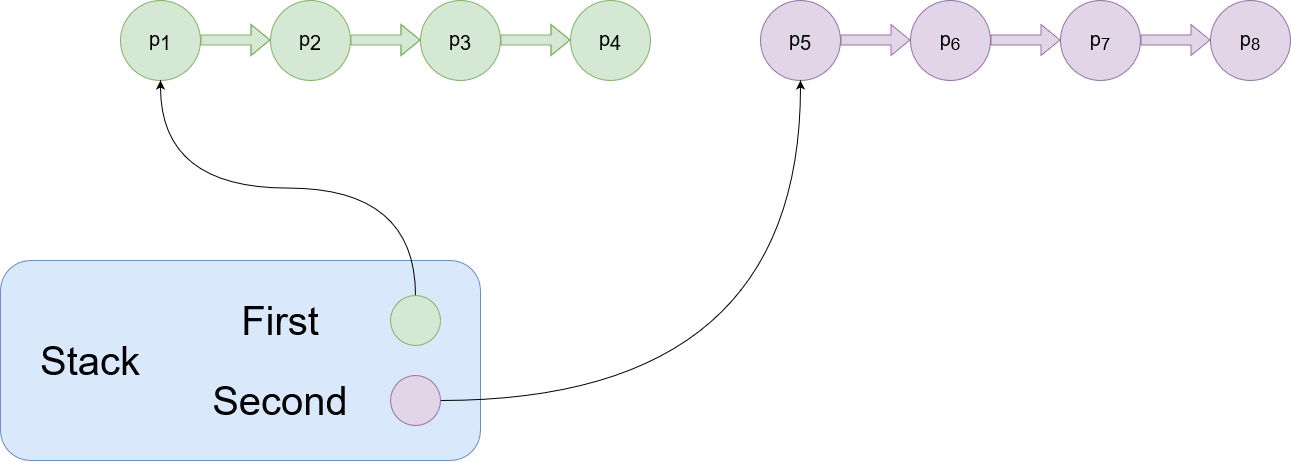 p1 p2 p3 p4 p5 p6 p7 p8
First
Stack
Second